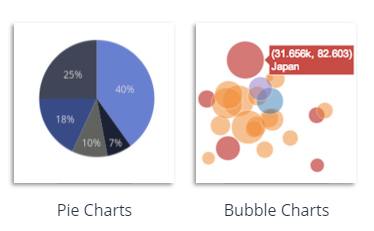 25%
40%
18%
10%
7%
(31.656k, 82.603)
Japan
Pie Charts
Bubble Charts